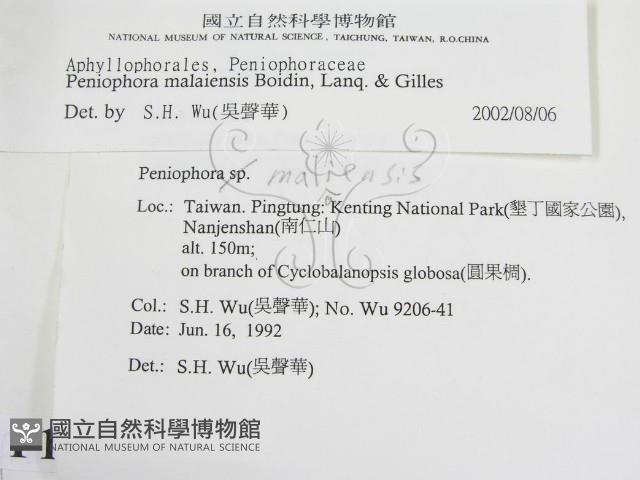 國立自然科學博物館
NATIONAL MUSEUM OF NATURAL SCIENCE, TAICHUNG, TAIWAN, R.O.CHINA
Aphyllophorales, Peniophoraceae
Peniophora malaiensis Boidin, Lanq. & Gilles
Det. by S.H. Wu(吳聲華) 2002/08/06
Peniophora sp.
Loc.: Taiwan. Pingtung: Kenting National Park(墾丁國家公園),
Nanjenshan(南仁山)
alt. 150m;
on branch of Cyclobalanopsis globosa(圓果椆).
Col.: S.H. Wu(吳聲華); No. Wu 9206-41
Date: Jun. 16, 1992
Det.: S.H. Wu(吳聲華)
國立自然科學博物館
NATIONAL MUSEUM OF NATURAL SCIENCE